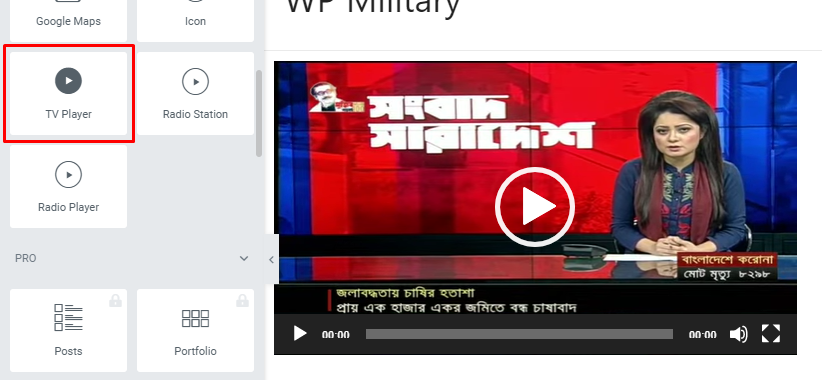 WP Military
Google Maps
Icon
TV Player
Radio Station
Radio Player
PRO
Posts
Portfolio
সংবাদ
সারাদেশ
বাংলাদেশে করোনা
মোট মৃত্যু ৮২৯৮
জলাবদ্ধতায় চাষির হতাশা
প্রায় এক হাজার একর জমিতে বন্ধ চাষাবাদ
00:00
00:00